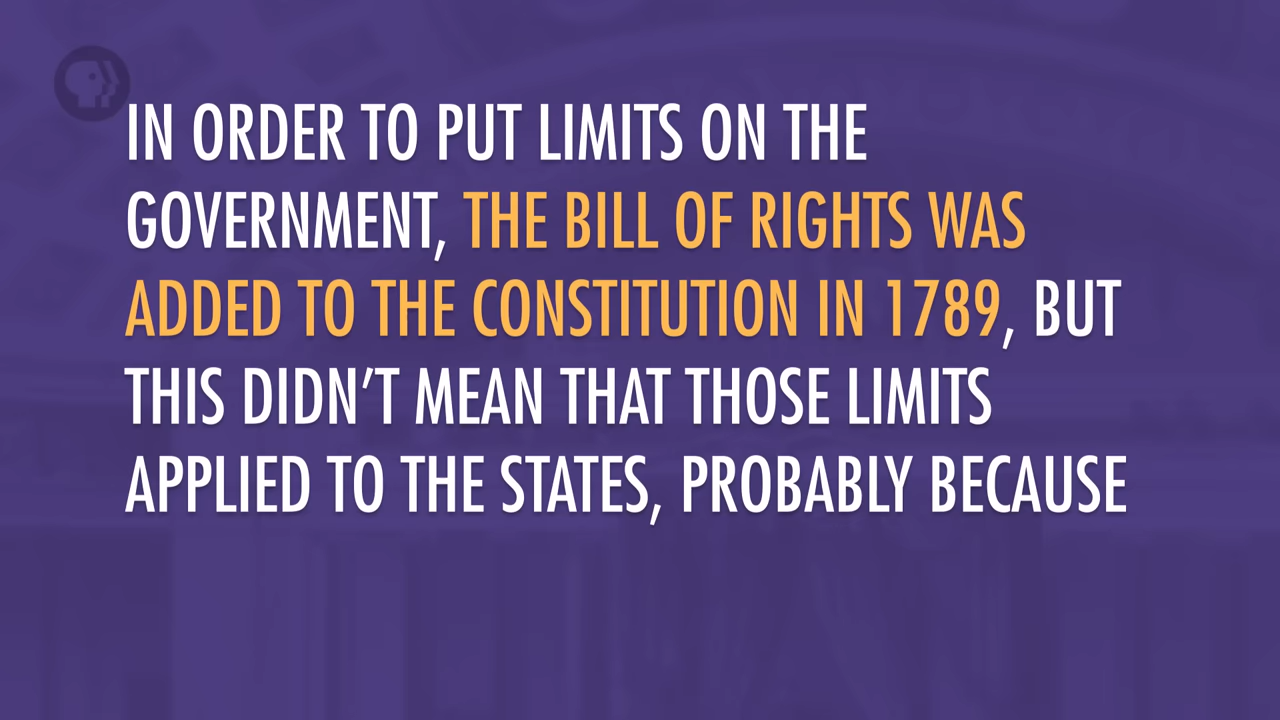 IN ORDER TO PUT LIMITS ON THE
GOVERNMENT, THE BILL OF RIGHTS WAS
ADDED TO THE CONSTITUTION IN 1789, BUT
THIS DIDN'T MEAN THAT THOSE LIMITS
APPLIED TO THE STATES, PROBABLY BECAUSE